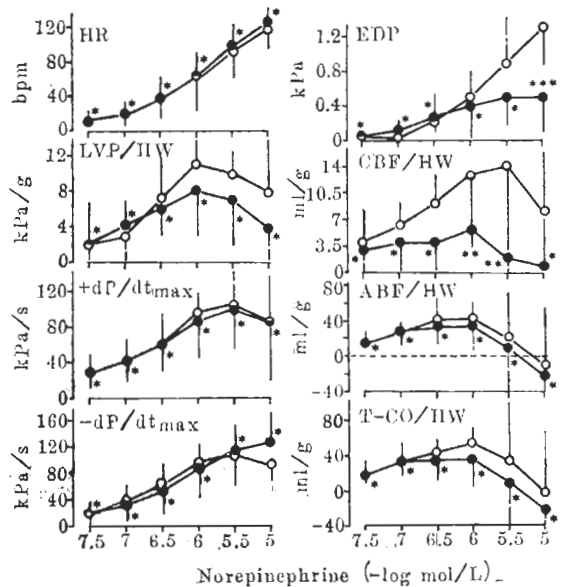 HR
120
80
40
0
bpm
* * * * * *
LVP/HW
12
8
4
0
kPa/g
* * * * * *
+dP/dtmax
120
80
40
0
kPa/s
* * * * * *
-dP/dtmax
160
120
80
40
0
kPa/s
* * * * * *
7.5 7 6.5 6 5.5 5
EDP
1.2
0.8
0.4
0
kPa
* * * * * ***
CBF/HW
14
10.5
7
3.5
0
ml/g
* * * ** ** *
ABF/HW
80
40
0
-10
ml/g
* * * * * *
T-CO/HW
80
40
0
-40
ml/g
* * * * * *
7.5 7 6.5 6 5.5 5
Norepinephrine (-log mol/L)